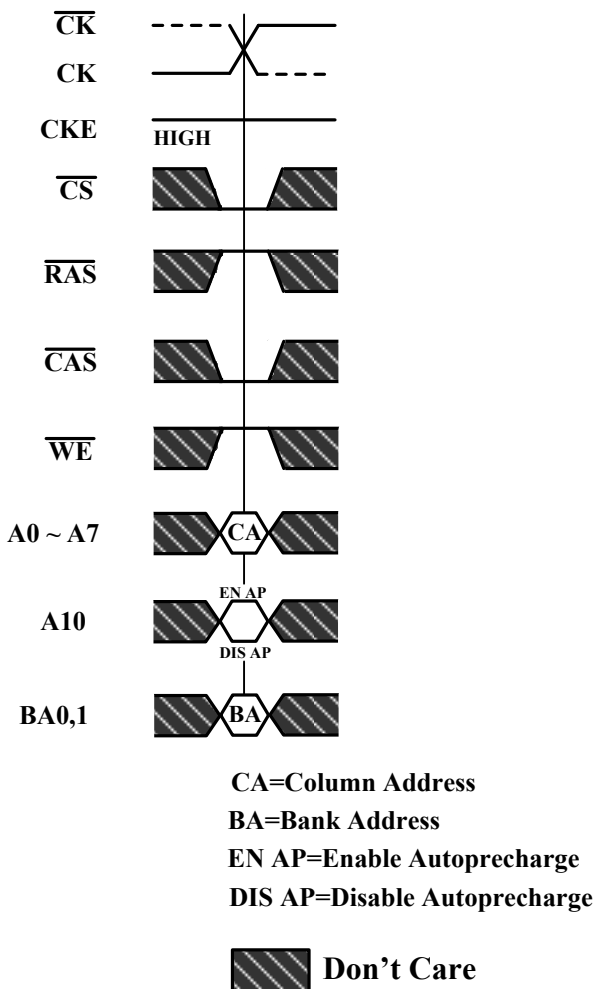 CK
CK
CKE
HIGH
CS
RAS
CAS
WE
A0 ~ A7
CA
EN AP
A10
DIS AP
BA0,1
BA
CA=Column Address
BA=Bank Address
EN AP=Enable Autoprecharge
DIS AP=Disable Autoprecharge
Don’t Care